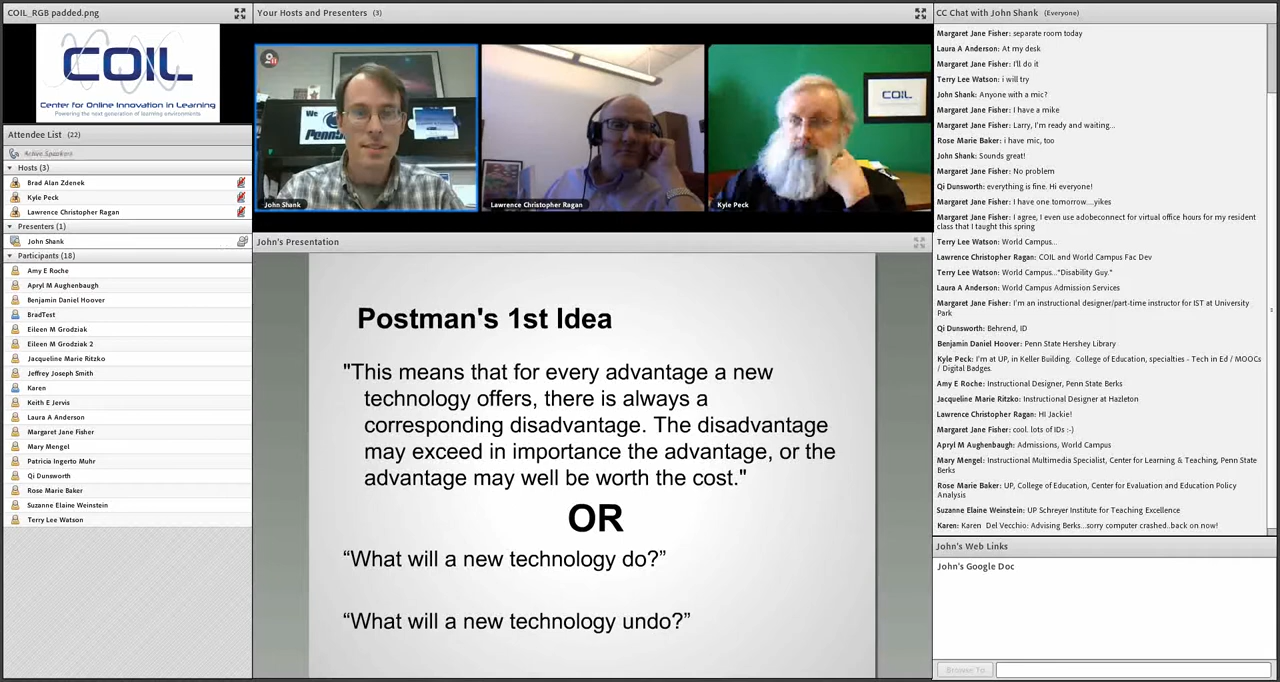 COIL_RGB padded.png
COIL
Center for Online Innovation in Learning
Powering the next generation of learning environments.
Attendee List (22)
Active Speakers
Hosts (3)
Brad Alan Zdenek
Kyle Peck
Lawrence Christopher Ragan
Presenters (1)
John Shank
Participants (18)
Amy E Roche
Apryl M Aughenbaugh
Benjamin Daniel Hoover
BradTest
Eileen M Grodziak
Eileen M Grodziak 2
Jacqueline Marie Ritzko
Jeffrey Joseph Smith
Karen
Keith E Jervis
Laura A Anderson
Margaret Jane Fisher
Mary Mengel
Patricia Ingerto Muhr
Qi Dunsworth
Rose Marie Baker
Suzanne Elaine Weinstein
Terry Lee Watson
Your Hosts and Presenters (3)
We
John Shank
Lawrence Christopher Ragan
COIL
Kyle Peck
John's Presentation
Postman's 1st Idea
"This means that for every advantage a new
technology offers, there is always a
corresponding disadvantage. The disadvantage
may exceed in importance the advantage, or the
advantage may well be worth the cost."
OR
“What will a new technology do?”
“What will a new technology undo?”
CC Chat with John Shank (Everyone)
Margaret Jane Fisher: separate room today
Laura A Anderson: At my desk
Margaret Jane Fisher: I'll do it
Terry Lee Watson: i will try
John Shank: Anyone with a mic?
Margaret Jane Fisher: I have a mike
Margaret Jane Fisher: Larry, I'm ready and waiting...
Rose Marie Baker: i have mic, too
John Shank: Sounds great!
Margaret Jane Fisher: No problem
Qi Dunsworth: everything is fine. Hi everyone!
Margaret Jane Fisher: I have one tomorrow....yikes
Margaret Jane Fisher: I agree, I even use adobeconnect for virtual office hours for my resident
class that I taught this spring
Terry Lee Watson: World Campus...
Lawrence Christopher Ragan: COIL and World Campus Fac Dev
Terry Lee Watson: World Campus..."Disability Guy."
Laura A Anderson: World Campus Admission Services
Margaret Jane Fisher: I'm an instructional designer/part-time instructor for IST at University
Park
Qi Dunsworth: Behrend, ID
Benjamin Daniel Hoover: Penn State Hershey Library
Kyle Peck: I'm at UP, in Keller Building. College of Education, specialties - Tech in Ed / MOOCs
/ Digital Badges.
Amy E Roche: Instructional Designer, Penn State Berks
Jacqueline Marie Ritzko: Instructional Designer at Hazleton
Lawrence Christopher Ragan: HI Jackie!
Margaret Jane Fisher: cool. lots of IDs :-)
Apryl M Aughenbaugh: Admissions, World Campus
Mary Mengel: Instructional Multimedia Specialist, Center for Learning & Teaching, Penn State
Berks
Rose Marie Baker: UP, College of Education, Center for Evaluation and Education Policy
Analysis
Suzanne Elaine Weinstein: UP Schreyer Institute for Teaching Excellence
Karen: Karen Del Vecchio: Advising Berks...sorry computer crashed..back on now!
John's Web Links
John's Google Doc
Browse To